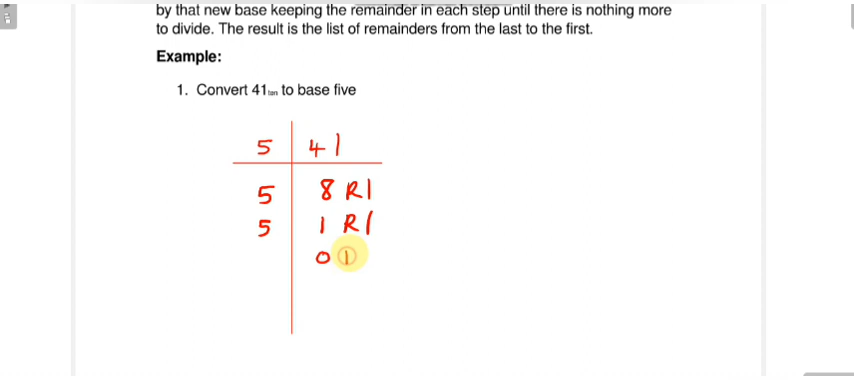 by that new base keeping the remainder in each step until there is nothing more
to divide. The result is the list of remainders from the last to the first.
Example:
1. Convert 41ten to base five
5 41
5 8 R1
5 1 R1
0 1